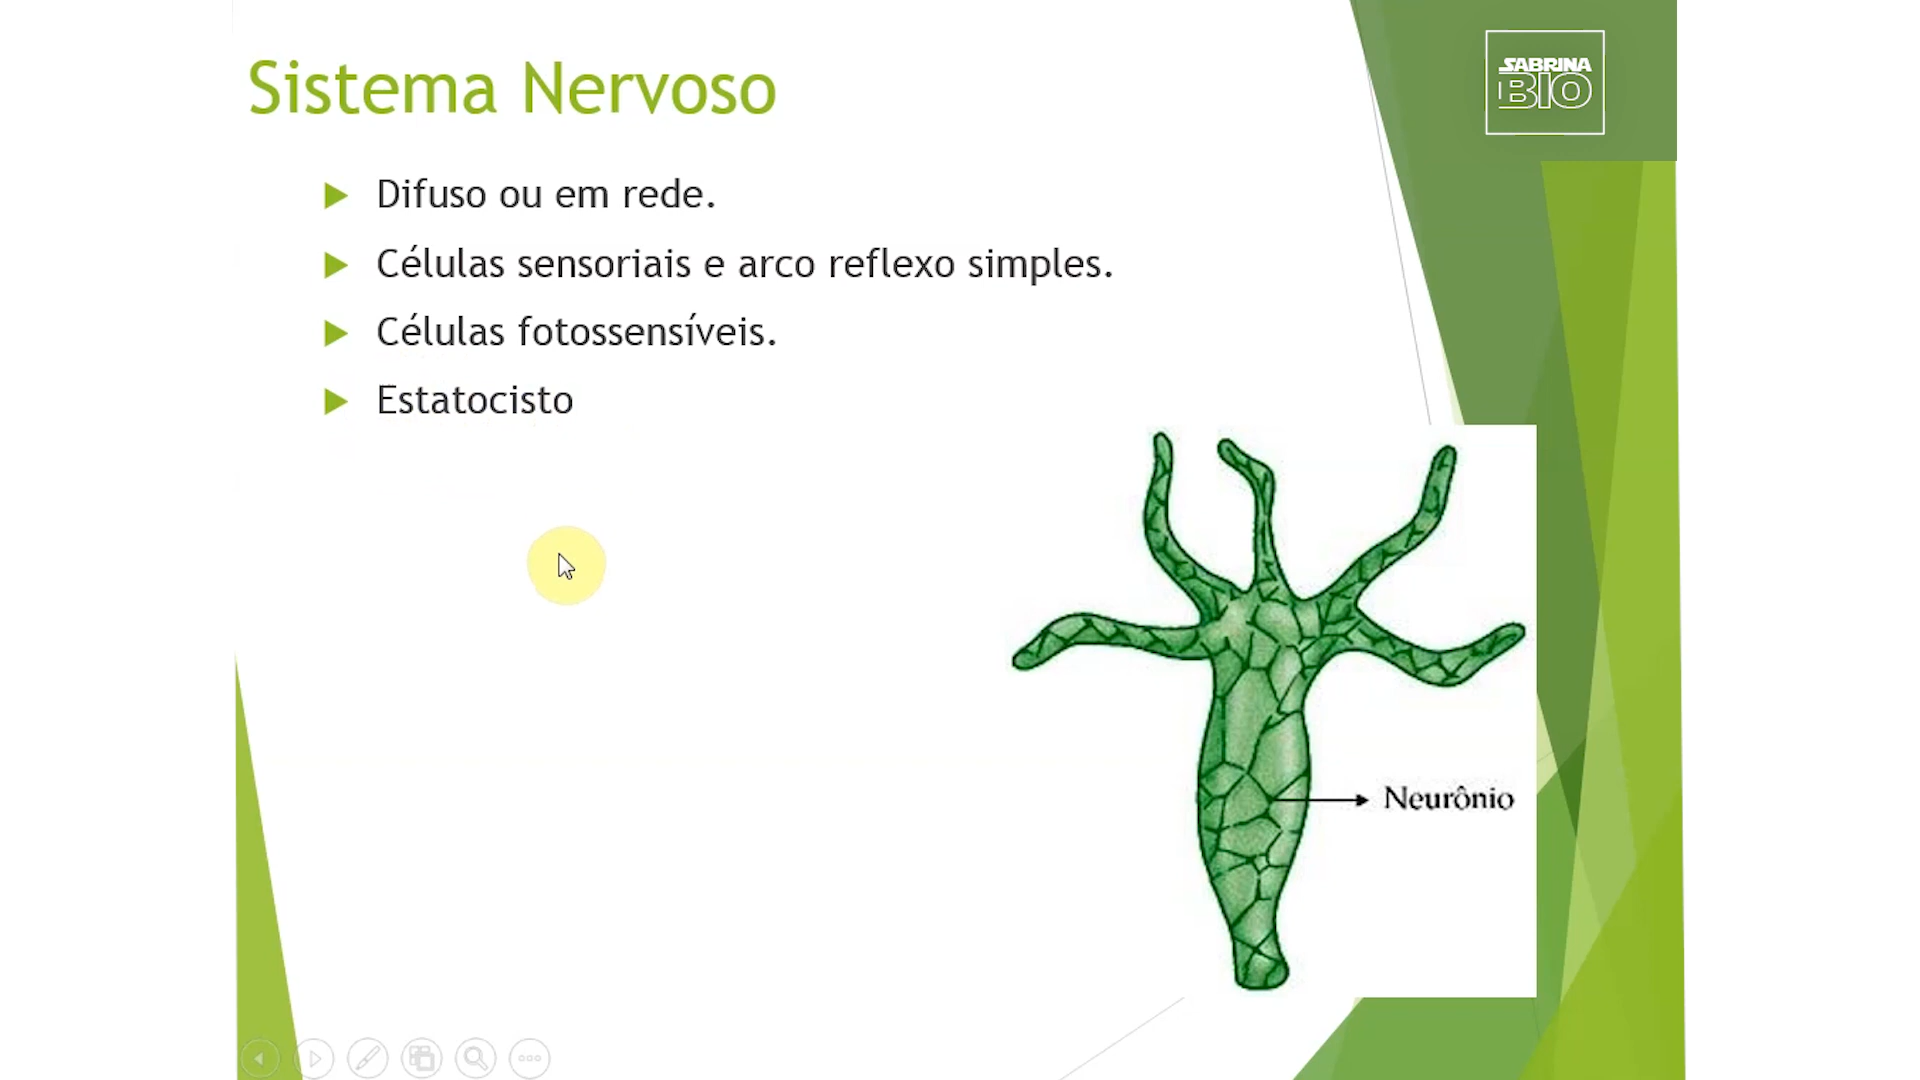 Sistema Nervoso
SABRINA
BIO
Difuso ou em rede.
Células sensoriais e arco reflexo simples.
Células fotossensíveis.
Estatocisto
Neurônio